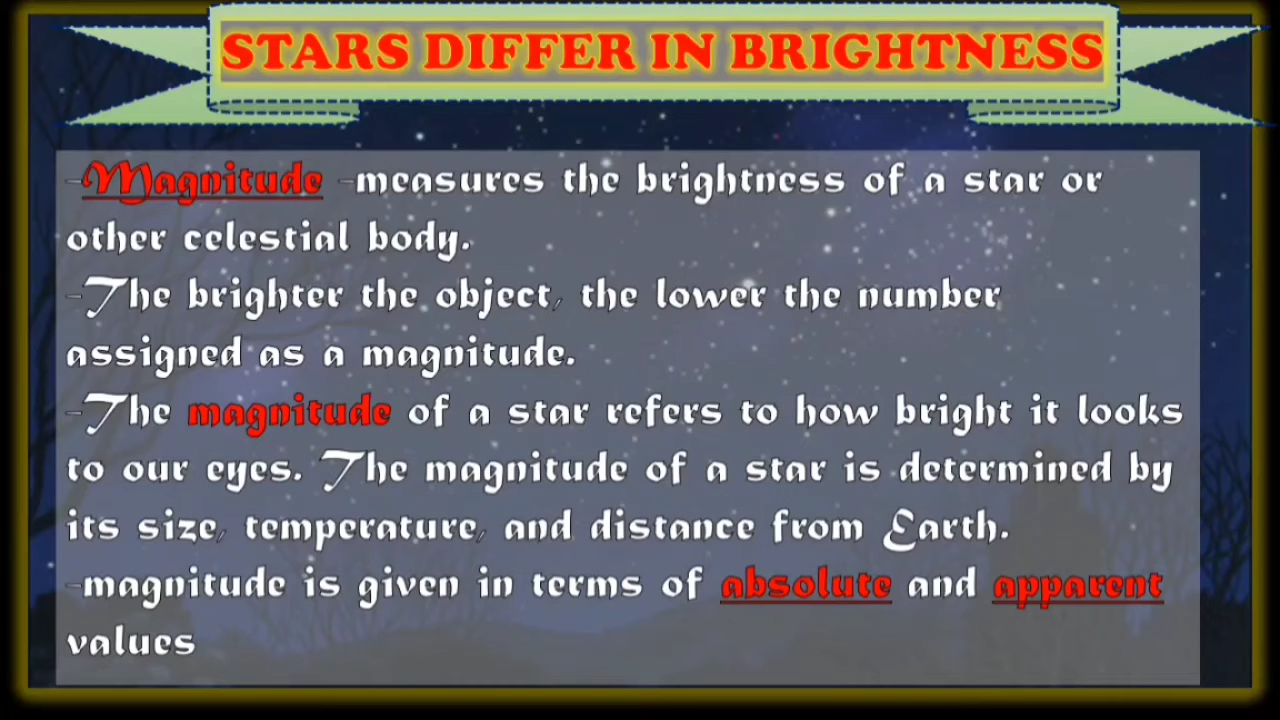 STARS DIFFER IN BRIGHTNESS
-Magnitude -measures the brightness of a star or
other celestial body.
-The brighter the object, the lower the number
assigned as a magnitude.
-The magnitude of a star refers to how bright it looks
to our eyes. The magnitude of a star is determined by
its size, temperature, and distance from Earth.
-magnitude is given in terms of absolute and apparent
values